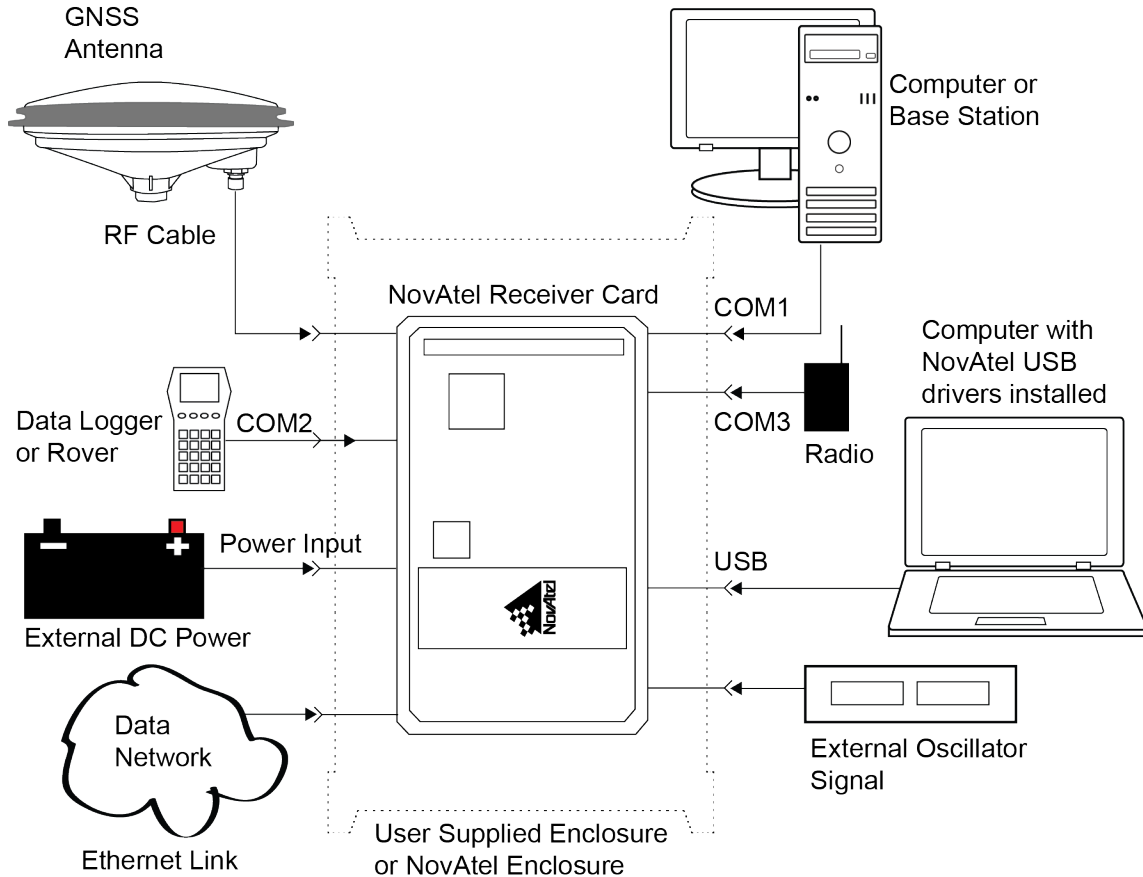 GNSS
Antenna
Computer or
Base Station
RF Cable
NovAtel Receiver Card
COM1
Computer with
NovAtel USB
drivers installed
Data Logger
or Rover
COM2
COM3
Radio
Power Input
USB
NovAtel
External DC Power
Data
Network
External Oscillator
Signal
User Supplied Enclosure
or NovAtel Enclosure
Ethernet Link